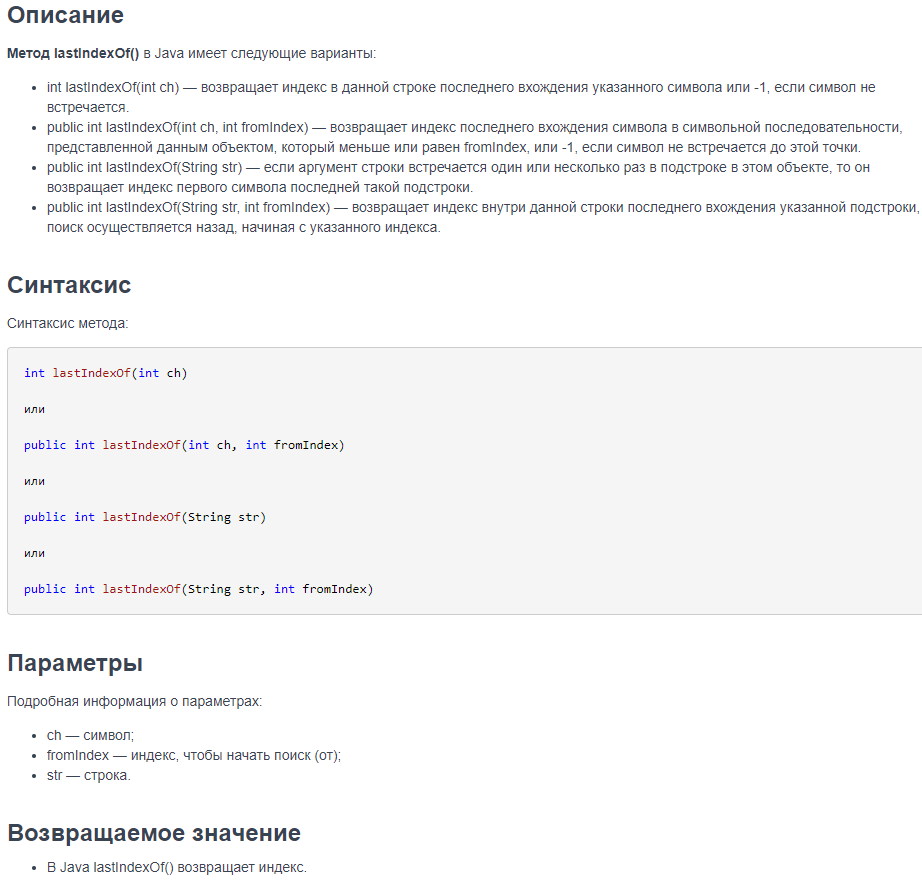 Описание
Метод lastIndexOf() в Java имеет следующие варианты:
int lastIndexOf(int ch) — возвращает индекс в данной строке последнего вхождения указанного символа или -1, если символ не
встречается.
public int lastIndexOf(int ch, int fromIndex) — возвращает индекс последнего вхождения символа в символьной последовательности,
представленной данным объектом, который меньше или равен fromIndex, или -1, если символ не встречается до этой точки.
public int lastIndexOf(String str) — если аргумент строки встречается один или несколько раз в подстроке в этом объекте, то он
возвращает индекс первого символа последней такой подстроки.
public int lastIndexOf(String str, int fromIndex) — возвращает индекс внутри данной строки последнего вхождения указанной подстроки,
поиск осуществляется назад, начиная с указанного индекса.
Синтаксис
Синтаксис метода:
int lastIndexOf(int ch)
или
public int lastIndexOf(int ch, int fromIndex)
или
public int lastIndexOf(String str)
или
public int lastIndexOf(String str, int fromIndex)
Параметры
Подробная информация о параметрах:
ch — символ;
fromIndex — индекс, чтобы начать поиск (от);
str — строка.
Возвращаемое значение
В Java lastIndexOf() возвращает индекс.